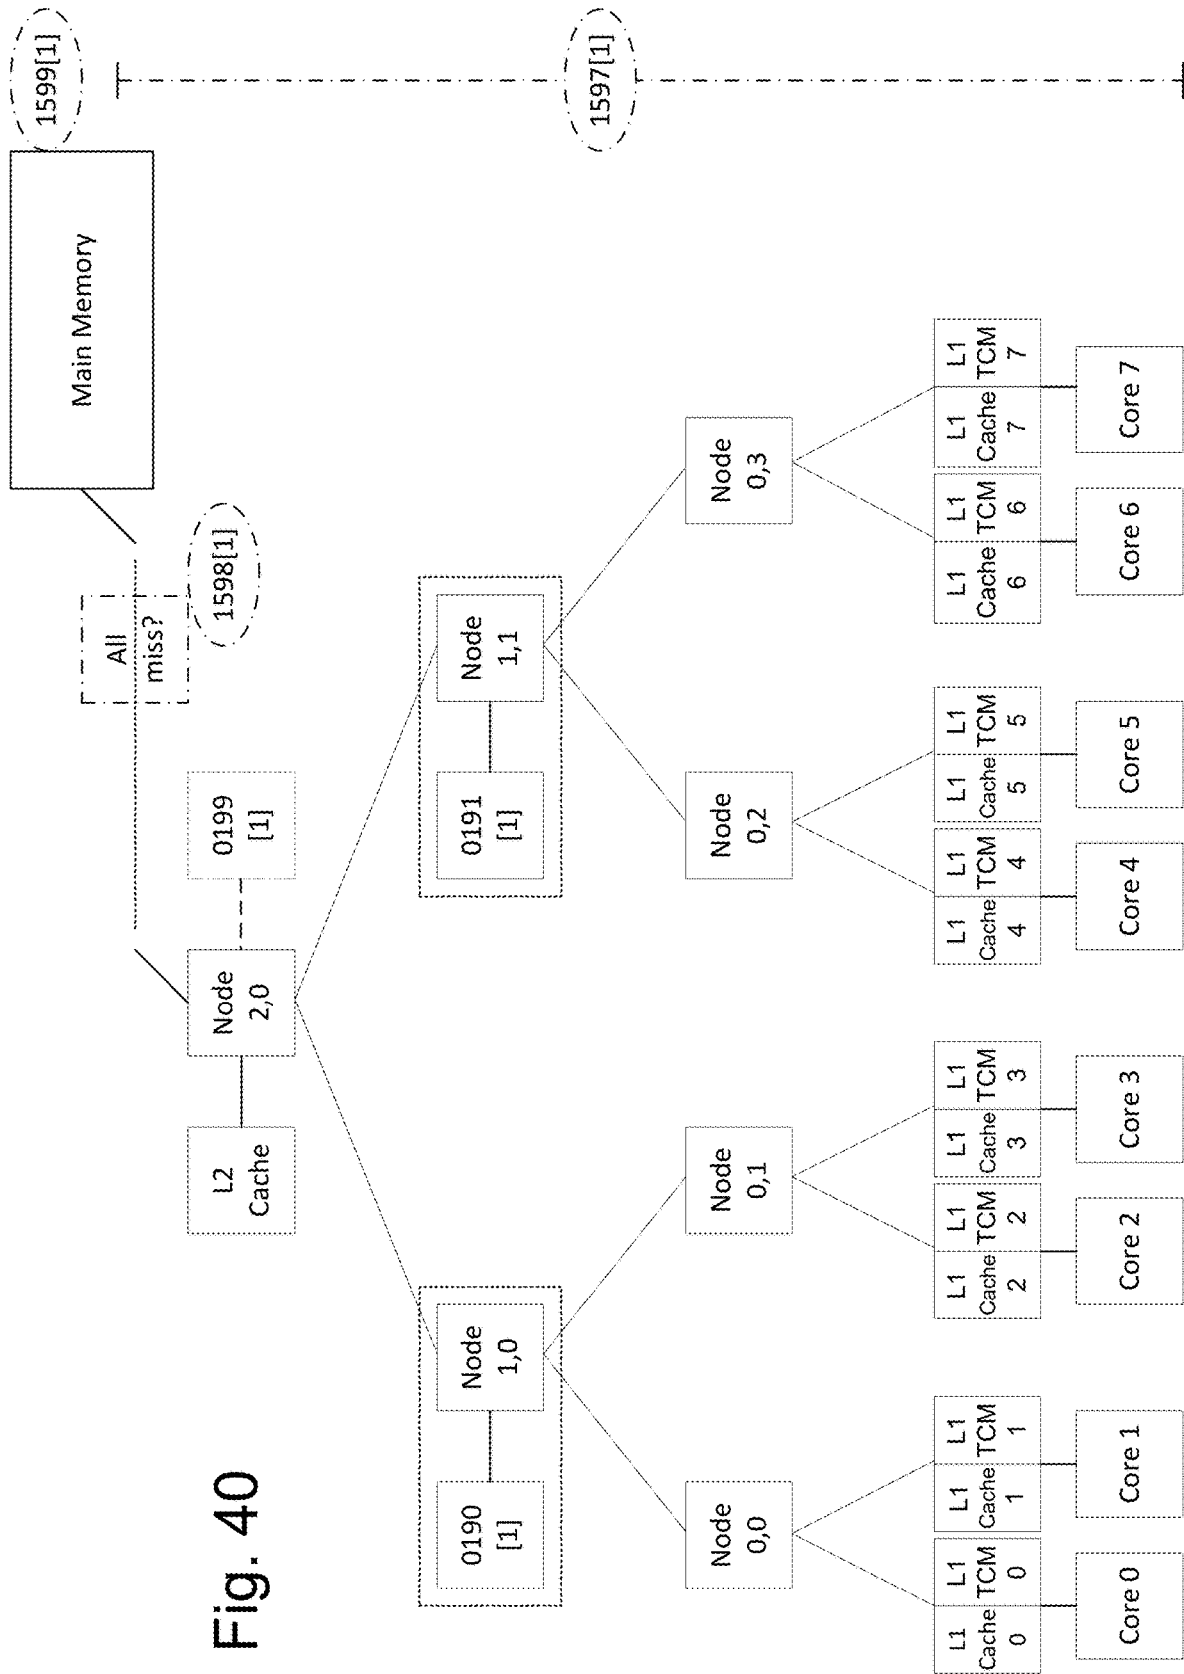 Fig. 40
1599[1]
Main Memory
All
miss?
1598[1]
1597[1]
L2
Cache
Node
2,0
0199
[1]
0190
[1]
Node
1,0
0191
[1]
Node
1,1
Node
0,0
Node
0,1
Node
0,2
Node
0,3
L1
Cache
0
L1
TCM
0
L1
Cache
1
L1
TCM
1
L1
Cache
2
L1
TCM
2
L1
Cache
3
L1
TCM
3
L1
Cache
4
L1
TCM
4
L1
Cache
5
L1
TCM
5
L1
Cache
6
L1
TCM
6
L1
Cache
7
L1
TCM
7
Core 0
Core 1
Core 2
Core 3
Core 4
Core 5
Core 6
Core 7